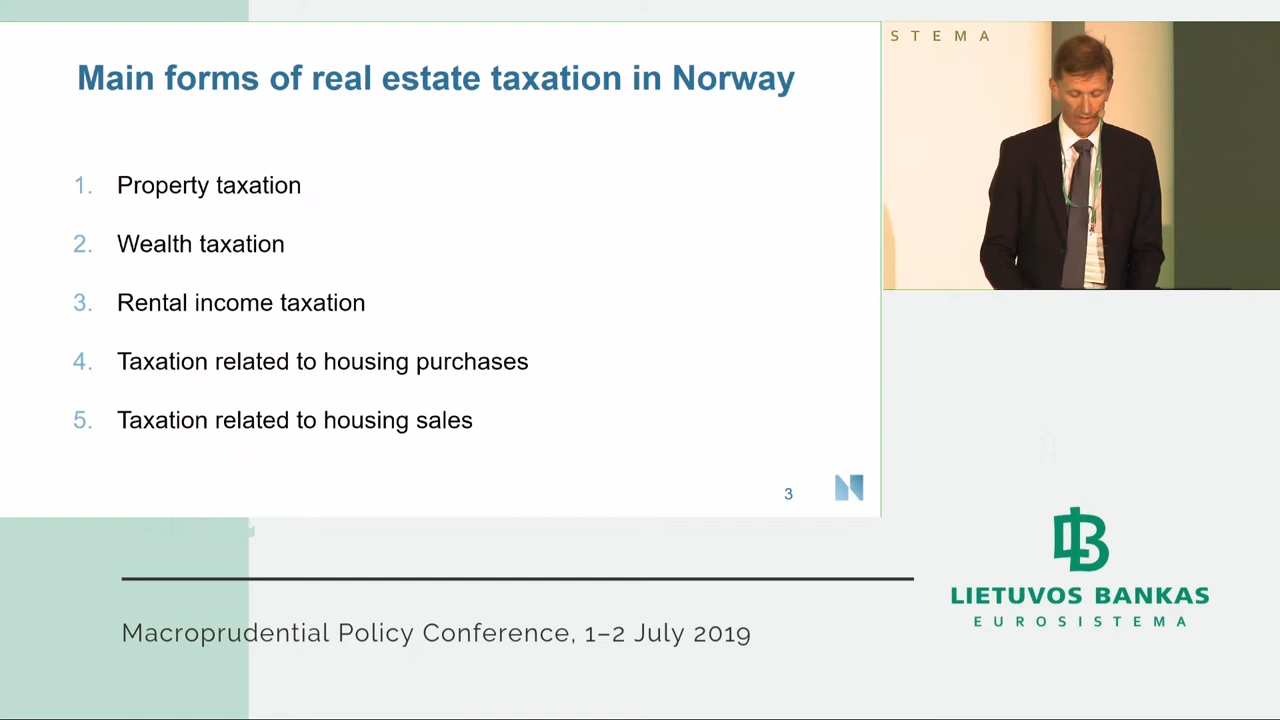 Main forms of real estate taxation in Norway
1. Property taxation
2. Wealth taxation
3. Rental income taxation
4. Taxation related to housing purchases
5. Taxation related to housing sales
3
STEMA
LIETUVOS BANKAS
EUROSISTEMA
Macroprudential Policy Conference, 1–2 July 2019